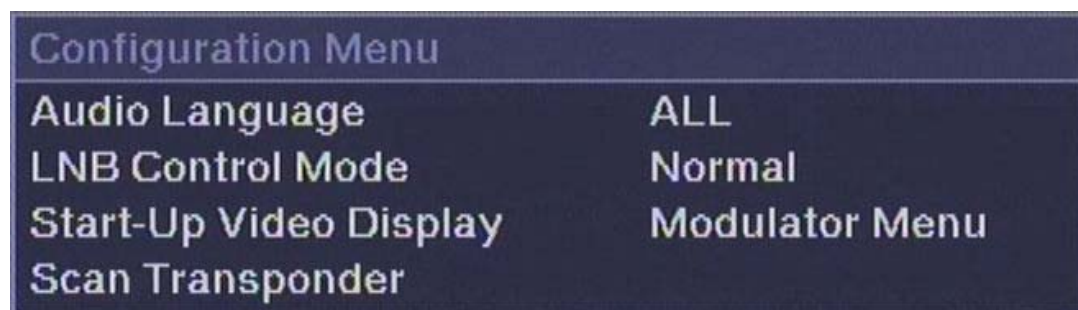 Configuration Menu
Audio Language ALL
LNB Control Mode Normal
Start-Up Video Display Modulator Menu
Scan Transponder